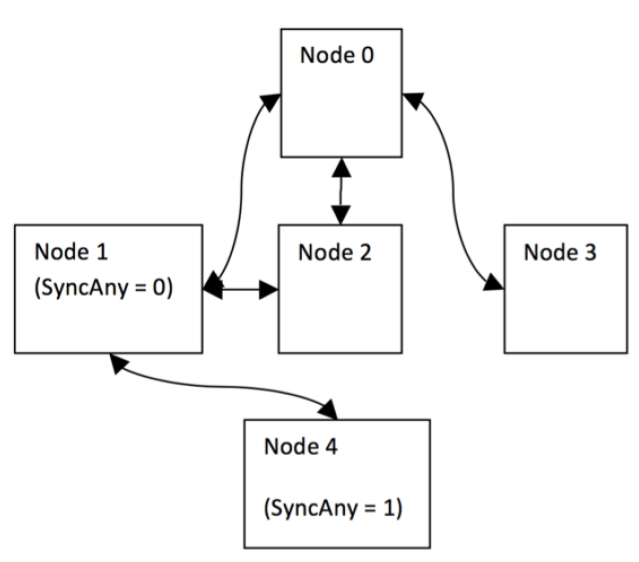 Node 0
Node 1
(SyncAny = 0)
Node 2
Node 3
Node 4
(SyncAny = 1)